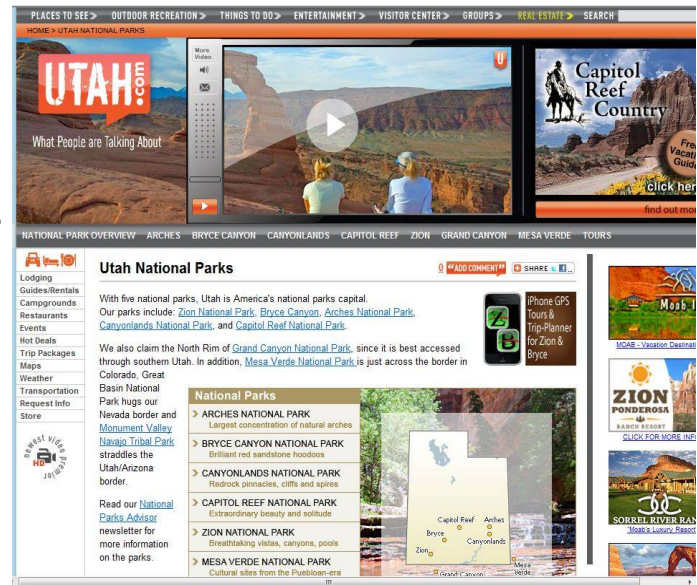 PLACES TO SEE > OUTDOOR RECREATION > THINGS TO DO > ENTERTAINMENT > VISITOR CENTER > GROUPS > REAL ESTATE > SEARCH
HOME > UTAH NATIONAL PARKS
UTAH.com
What People are Talking About
More
Video
U
Capitol
Reef
Country
Free
Vacati
Guid
click her
find out mo
NATIONAL PARK OVERVIEW ARCHES BRYCE CANYON CANYONLANDS CAPITOL REEF ZION GRAND CANYON MESA VERDE TOURS
Lodging
Guides/Rentals
Campgrounds
Restaurants
Events
Hot Deals
Trip Packages
Maps
Weather
Transportation
Request Info
Store
newest video premier
HD
Utah National Parks
0 "ADD COMMENT" SHARE
With five national parks, Utah is America's national parks capital.
Our parks include: Zion National Park, Bryce Canyon, Arches National Park,
Canyonlands National Park, and Capitol Reef National Park.
iPhone GPS
Tours &
Trip-Planner
for Zion &
Bryce
We also claim the North Rim of Grand Canyon National Park, since it is best accessed
through southern Utah. In addition, Mesa Verde National Park is just across the border in
Colorado, Great
Basin National
Park hugs our
Nevada border and
Monument Valley
Navajo Tribal Park
straddles the
Utah/Arizona
border.
Read our National
Parks Advisor
newsletter for
more information
on the parks.
National Parks
> ARCHES NATIONAL PARK
Largest concentration of natural arches
> BRYCE CANYON NATIONAL PARK
Brilliant red sandstone hoodoos
> CANYONLANDS NATIONAL PARK
Redrock pinnacles, cliffs and spires
> CAPITOL REEF NATIONAL PARK
Extraordinary beauty and solitude
> ZION NATIONAL PARK
Breathtaking vistas, canyons, pools
> MESA VERDE NATIONAL PARK
Cultural sites from the Puebloan-era
Capitol Reef Arches
Bryce Canyonlands
Zion
Grand Canyon
Mesa
Verde
Moab
MOAB - Vacation Destinati
ZION
PONDEROSA
RANCH RESORT
CLICK FOR MORE INF
SORREL RIVER RAN
"Moab's Luxury Resort"